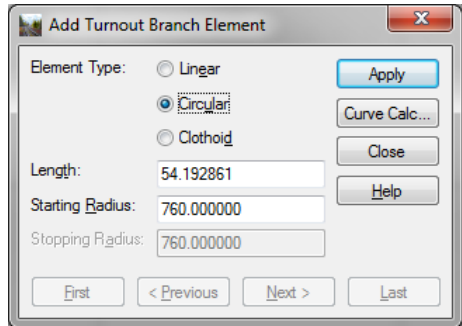 Add Turnout Branch Element
Element Type:
Linear
Circular
Clothoid
Apply
Curve Calc...
Close
Help
Length: 54.192861
Starting Radius: 760.000000
Stopping Radius: 760.000000
First < Previous Next > Last